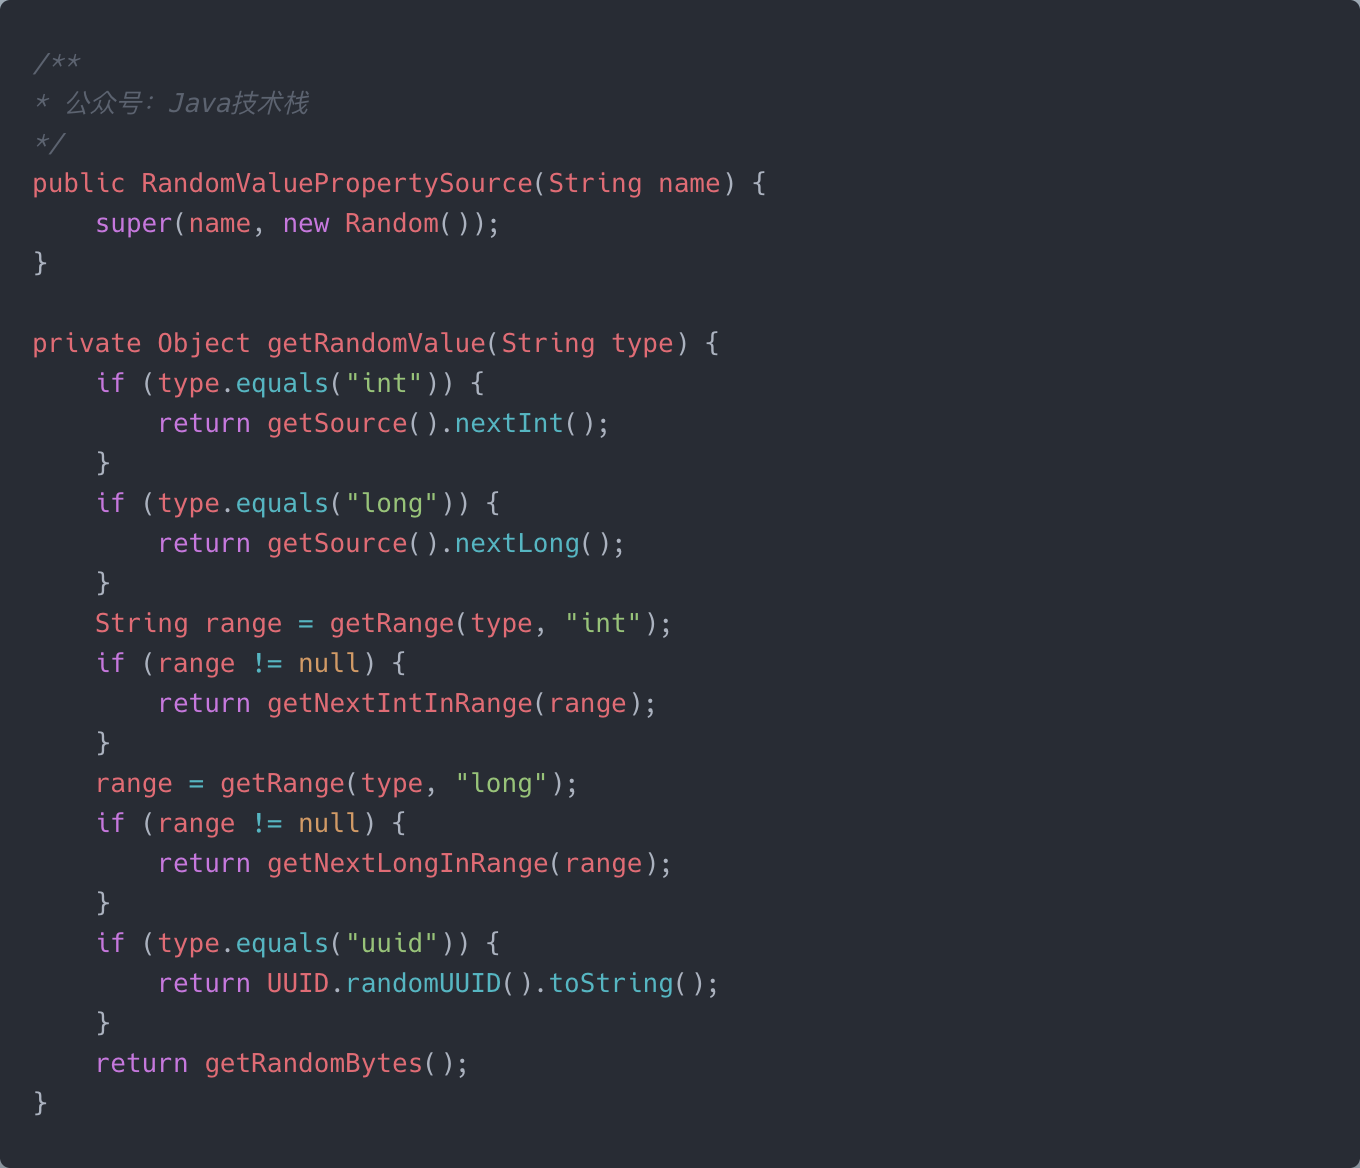 /**
* 公众号：Java技术栈
*/
public RandomValuePropertySource(String name) {
    super(name, new Random());
}

private Object getRandomValue(String type) {
    if (type.equals("int")) {
        return getSource().nextInt();
    }
    if (type.equals("long")) {
        return getSource().nextLong();
    }
    String range = getRange(type, "int");
    if (range != null) {
        return getNextIntInRange(range);
    }
    range = getRange(type, "long");
    if (range != null) {
        return getNextLongInRange(range);
    }
    if (type.equals("uuid")) {
        return UUID.randomUUID().toString();
    }
    return getRandomBytes();
}